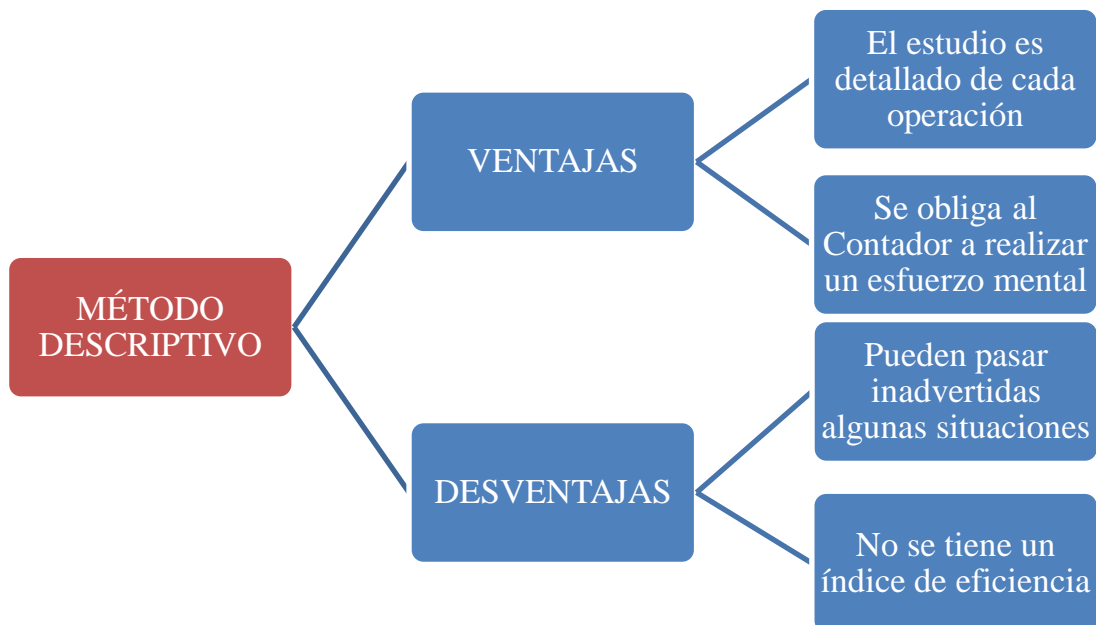 MÉTODO
DESCRIPTIVO
VENTAJAS
El estudio es
detallado de cada
operación
Se obliga al
Contador a realizar
un esfuerzo mental
DESVENTAJAS
Pueden pasar
inadvertidas
algunas situaciones
No se tiene un
índice de eficiencia